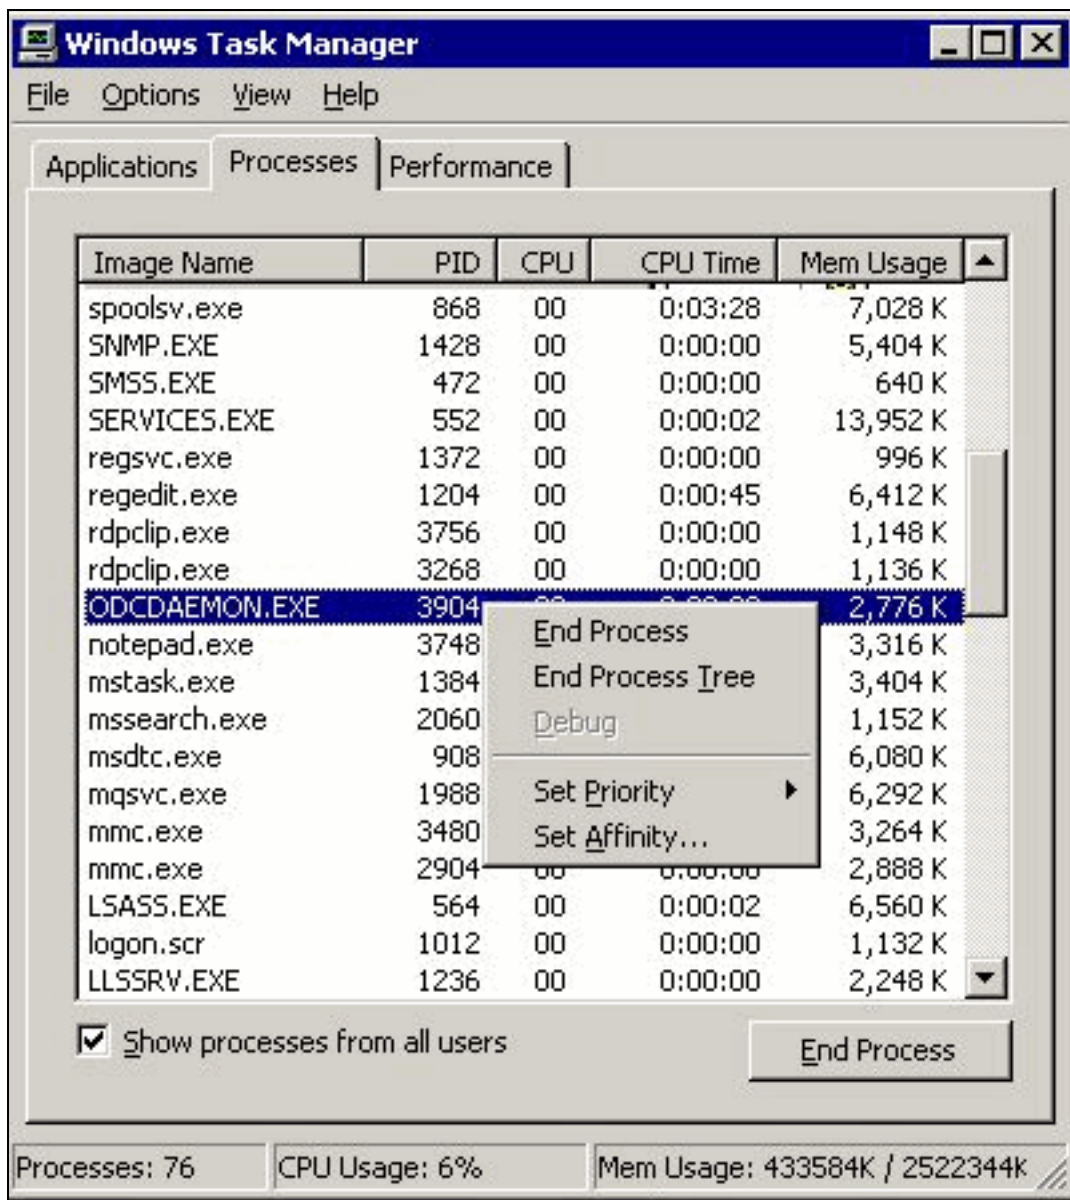 Windows Task Manager
File Options View Help
Applications Processes Performance
Image Name PID CPU CPU Time Mem Usage
spoolsv.exe 868 00 0:03:28 7,028 K
SNMP.EXE 1428 00 0:00:00 5,404 K
SMSS.EXE 472 00 0:00:00 640 K
SERVICES.EXE 552 00 0:00:02 13,952 K
regsvc.exe 1372 00 0:00:00 996 K
regedit.exe 1204 00 0:00:45 6,412 K
rdpclip.exe 3756 00 0:00:00 1,148 K
rdpclip.exe 3268 00 0:00:00 1,136 K
ODCDAEMON.EXE 3904 2,776 K
notepad.exe 3748 End Process 3,316 K
mstask.exe 1384 End Process Tree 3,404 K
mssearch.exe 2060 Debug 1,152 K
msdtc.exe 908 6,080 K
mqsvc.exe 1988 Set Priority 6,292 K
mmc.exe 3480 Set Affinity... 3,264 K
mmc.exe 2904 2,888 K
LSASS.EXE 564 00 0:00:02 6,560 K
logon.scr 1012 00 0:00:00 1,132 K
LLSSRV.EXE 1236 00 0:00:00 2,248 K
Show processes from all users End Process
Processes: 76 CPU Usage: 6% Mem Usage: 433584K / 2522344K